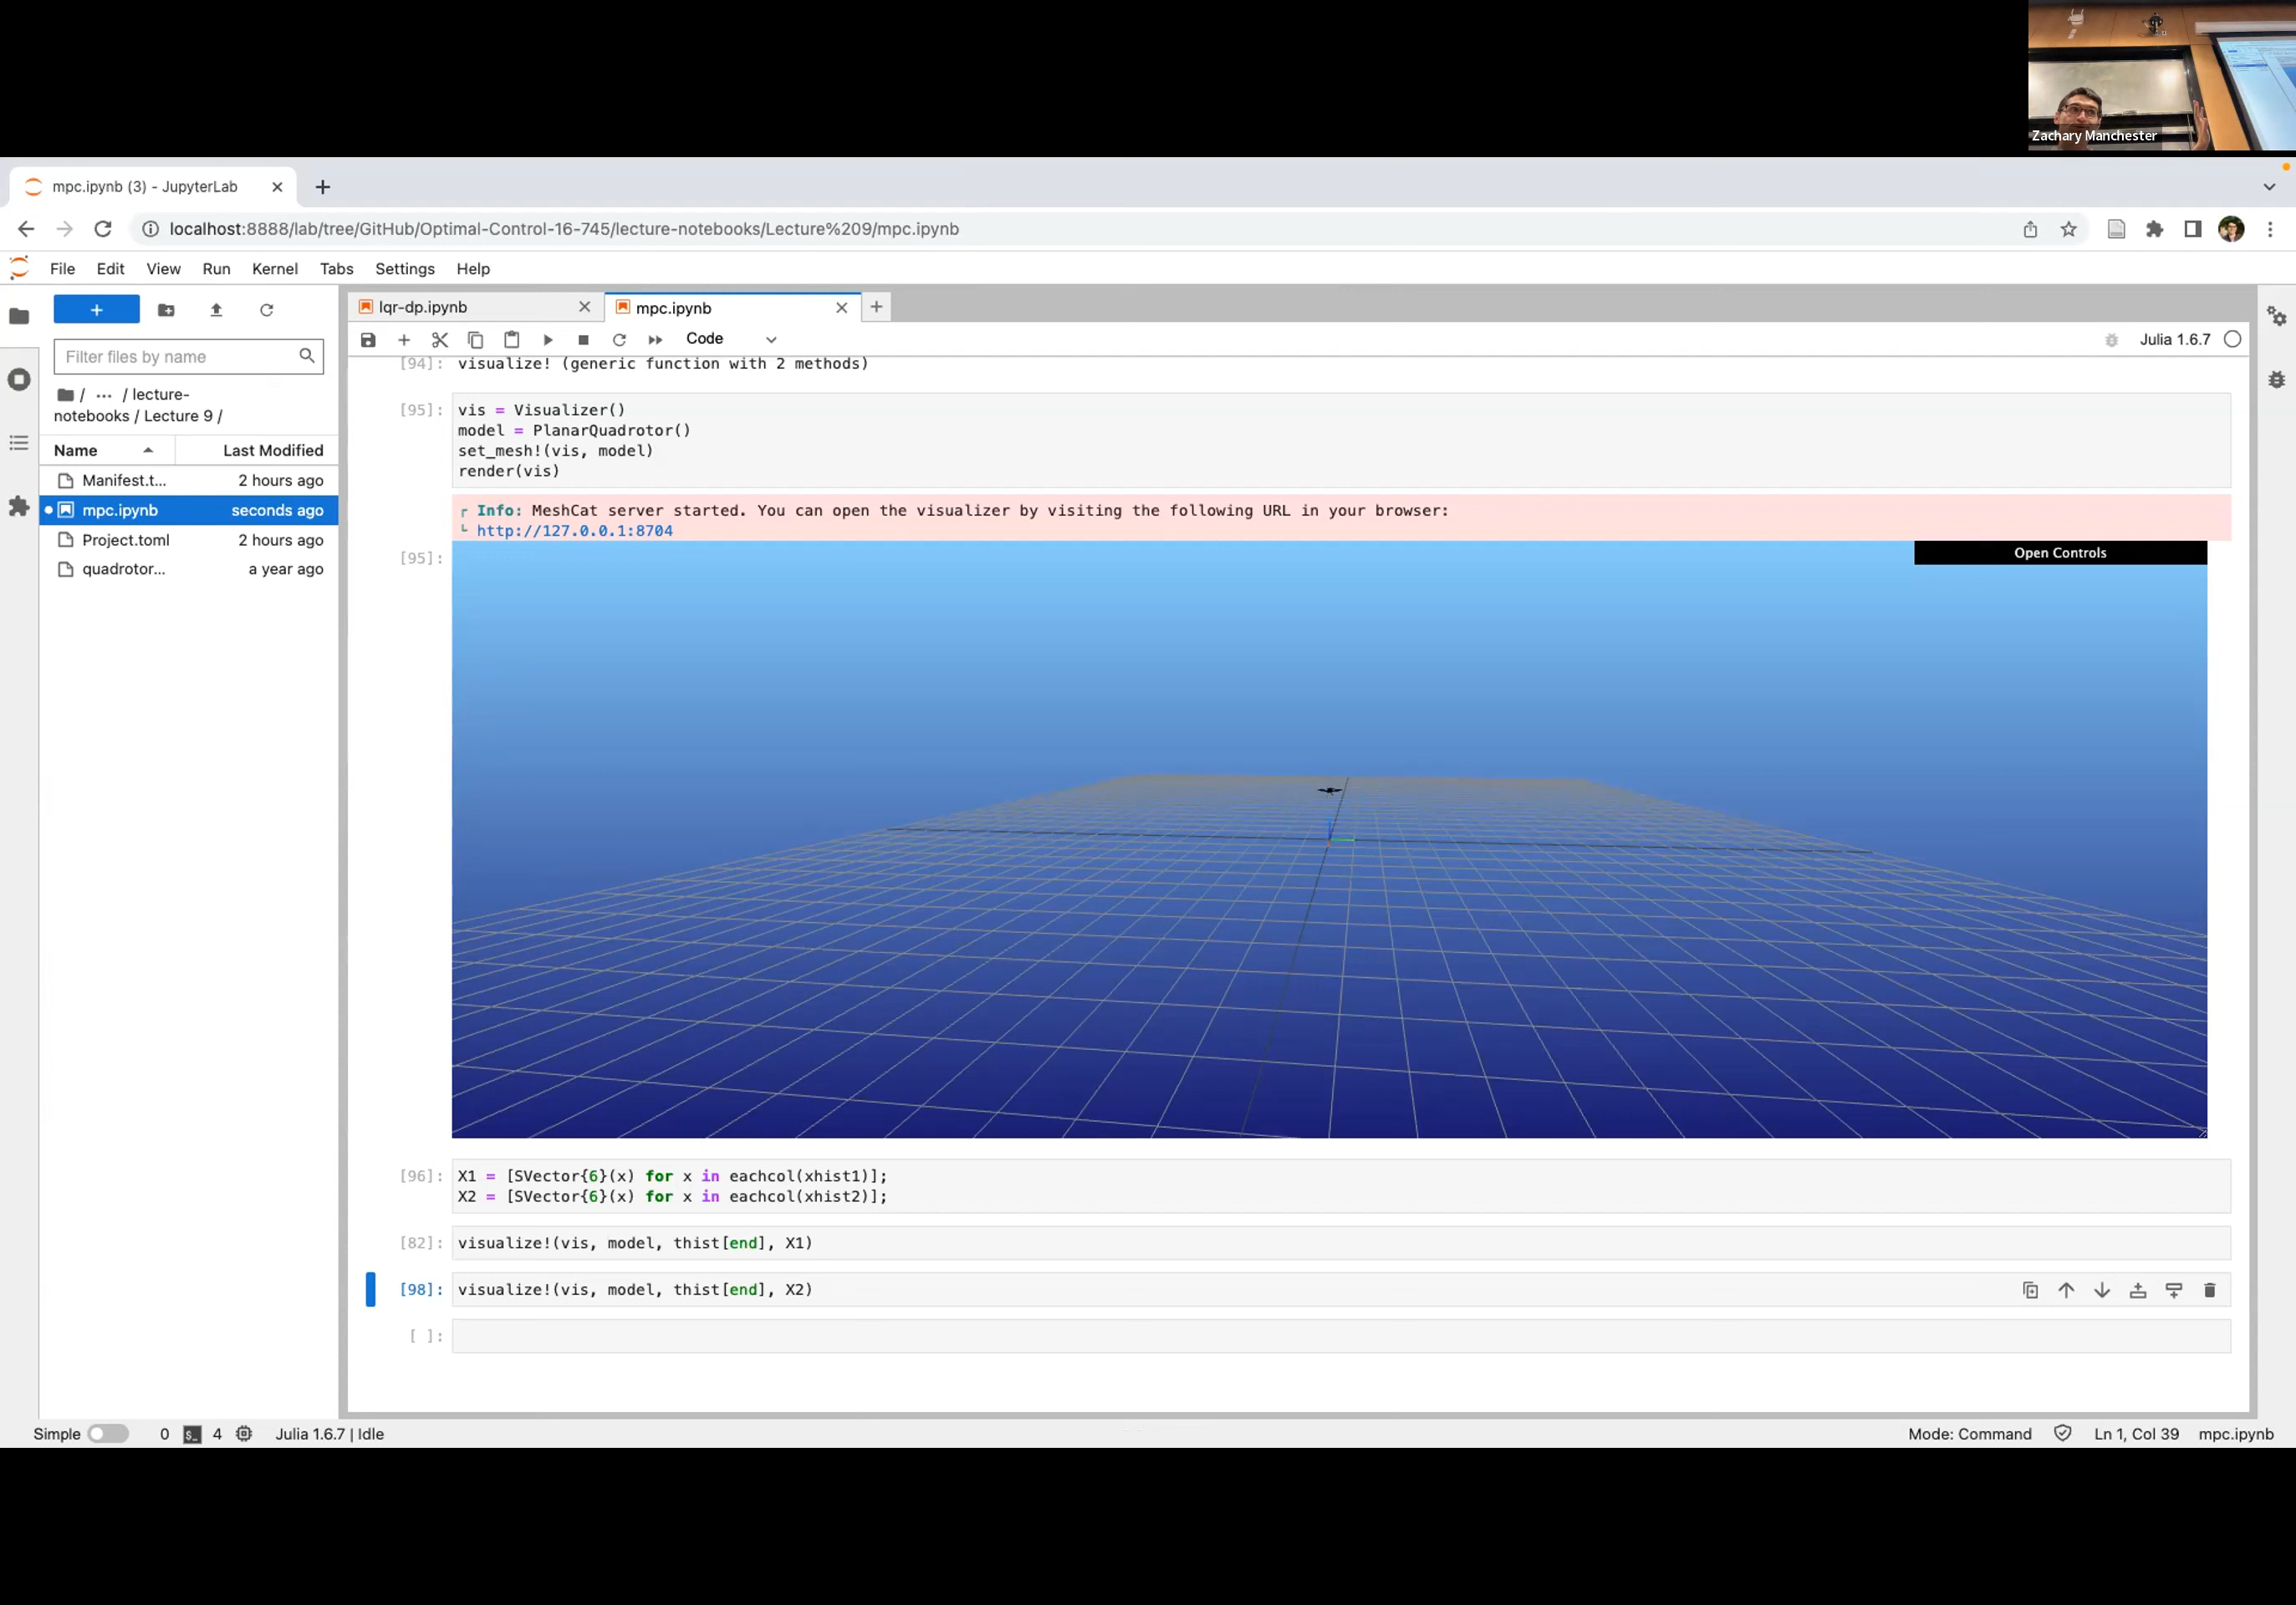 Zachary Manchester
mpc.ipynb (3) - JupyterLab
localhost:8888/lab/tree/GitHub/Optimal-Control-16-745/lecture-notebooks/Lecture%209/mpc.ipynb
File Edit View Run Kernel Tabs Settings Help
lqr-dp.ipynb
mpc.ipynb
Code
Julia 1.6.7
Filter files by name
/ ... / lecture-
notebooks / Lecture 9 /
Name Last Modified
Manifest.t... 2 hours ago
mpc.ipynb seconds ago
Project.toml 2 hours ago
quadrotor... a year ago
[94]: visualize! (generic function with 2 methods)
[95]: vis = Visualizer()
model = PlanarQuadrotor()
set_mesh!(vis, model)
render(vis)
┌ Info: MeshCat server started. You can open the visualizer by visiting the following URL in your browser:
└ http://127.0.0.1:8704
[95]:
Open Controls
[96]: X1 = [SVector{6}(x) for x in eachcol(xhist1)];
X2 = [SVector{6}(x) for x in eachcol(xhist2)];
[82]: visualize!(vis, model, thist[end], X1)
[98]: visualize!(vis, model, thist[end], X2)
[ ]:
Simple 0 $_ 4 Julia 1.6.7 | Idle Mode: Command Ln 1, Col 39 mpc.ipynb